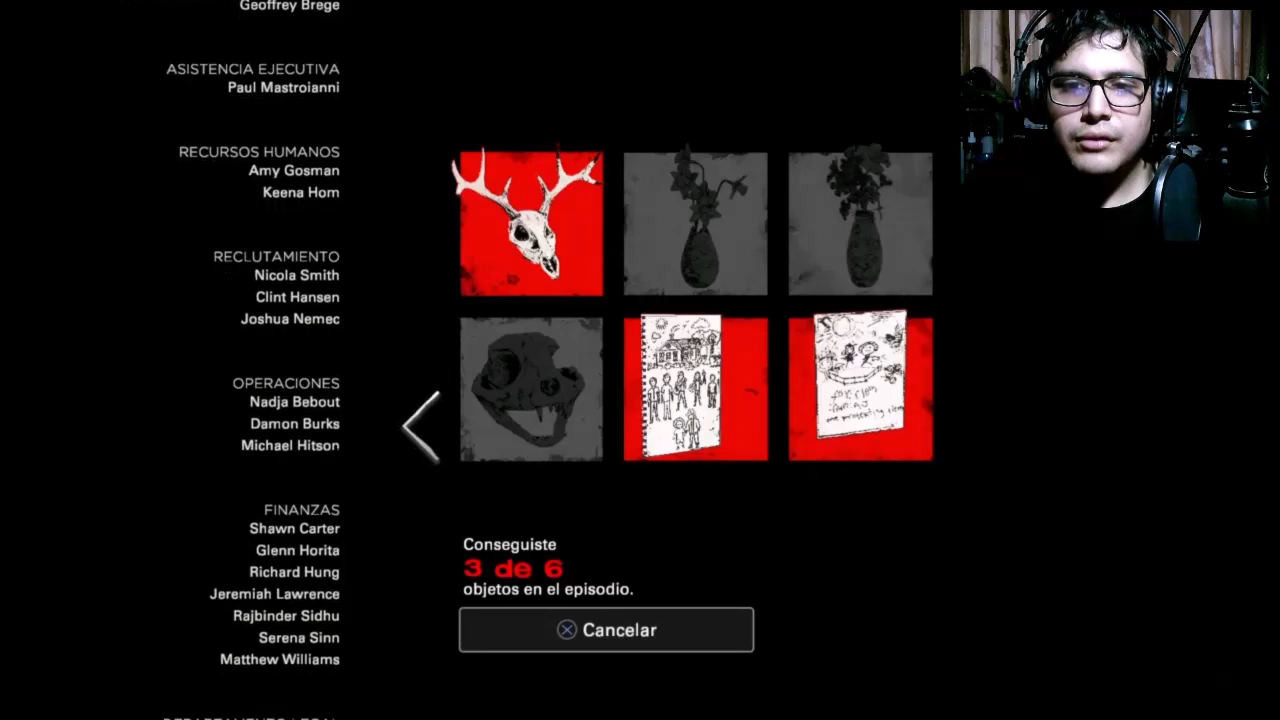 Geoffrey Brege
ASISTENCIA EJECUTIVA
Paul Mastroianni
RECURSOS HUMANOS
Amy Gosman
Keena Hom
RECLUTAMIENTO
Nicola Smith
Clint Hansen
Joshua Nemec
OPERACIONES
Nadja Bebout
Damon Burks
Michael Hitson
FINANZAS
Shawn Carter
Glenn Horita
Richard Hung
Jeremiah Lawrence
Rajbinder Sidhu
Serena Sinn
Matthew Williams
DEPARTAMENTO LEGAL
Conseguiste
3 de 6
objetos en el episodio.
Cancelar